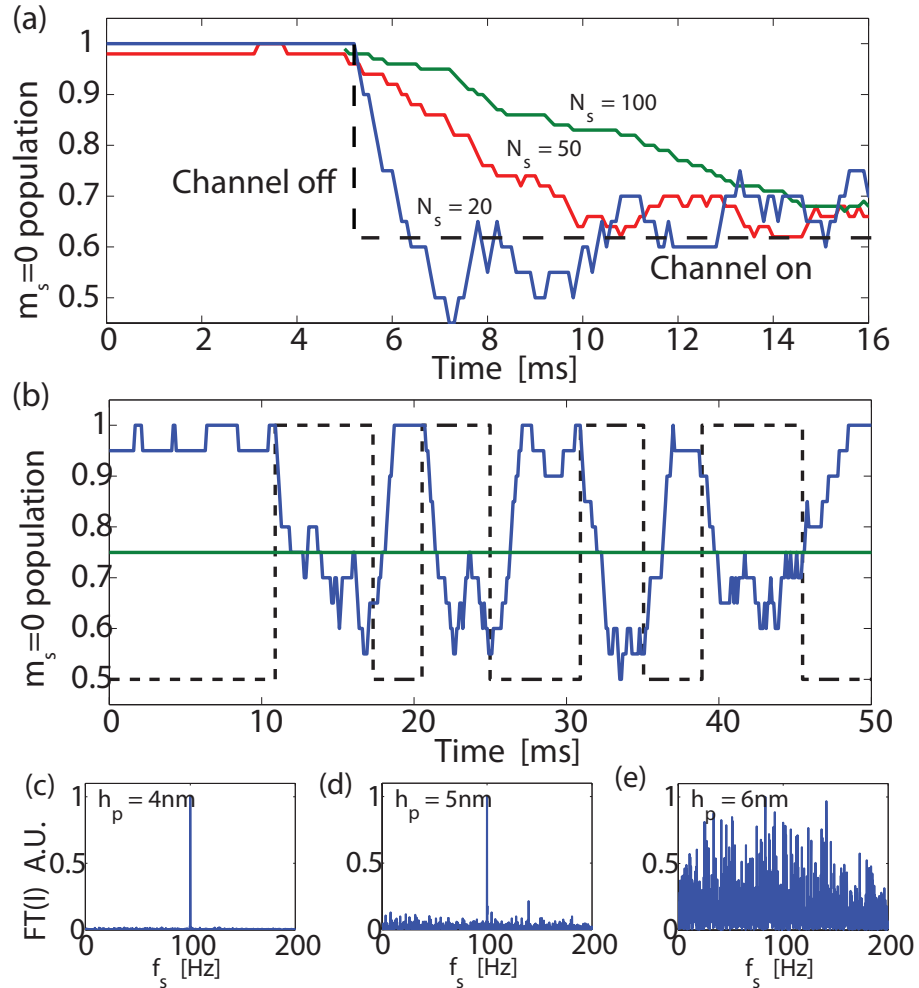 (a)
m_s=0 population
1
0.9
0.8
0.7
0.6
0.5
Channel off
N_s = 100
N_s = 50
N_s = 20
Channel on
0 2 4 6 8 10 12 14 16
Time [ms]
(b)
m_s=0 population
1
0.9
0.8
0.7
0.6
0.5
0 10 20 30 40 50
Time [ms]
(c)
h_p = 4nm
FT(I) A.U.
1
0.5
0
0 100 200
f_s [Hz]
(d)
h_p = 5nm
1
0.5
0
0 100 200
f_s [Hz]
(e)
h_p = 6nm
1
0.5
0
0 100 200
f_s [Hz]